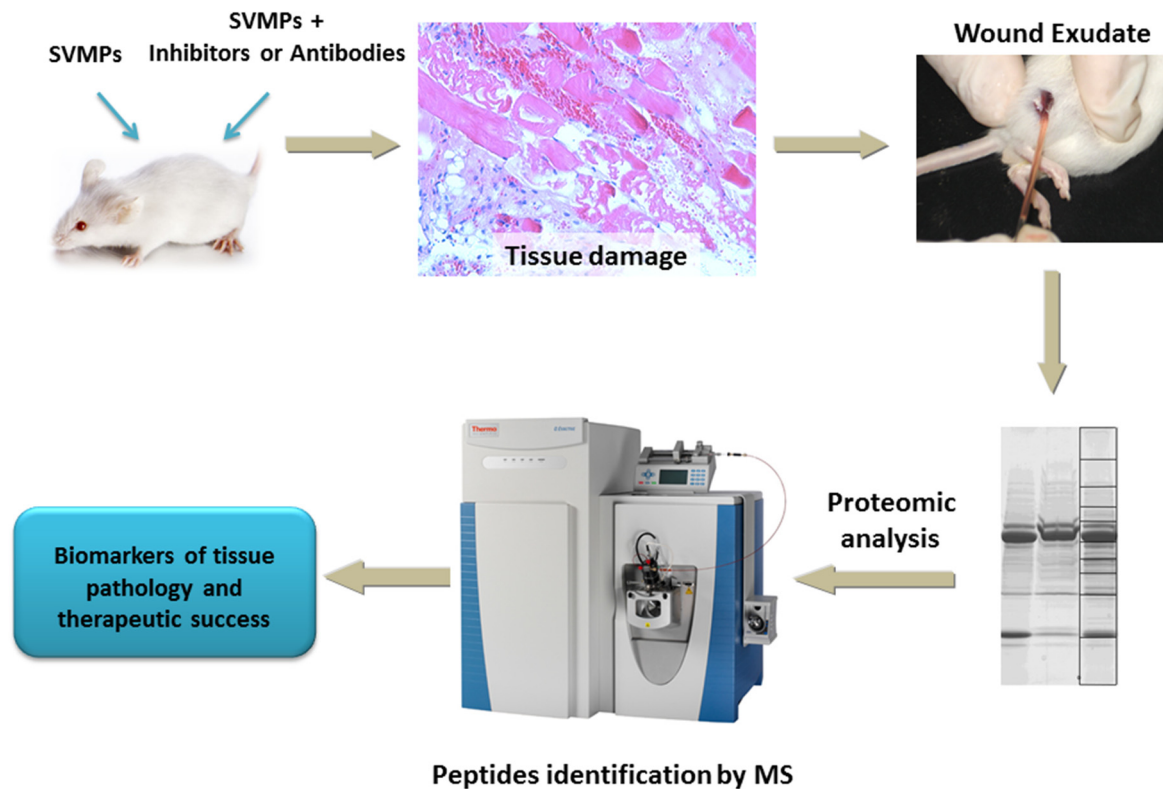 SVMPs
SVMPs +
Inhibitors or Antibodies
Tissue damage
Wound Exudate
Proteomic
analysis
Thermo
Biomarkers of tissue
pathology and
therapeutic success
Peptides identification by MS